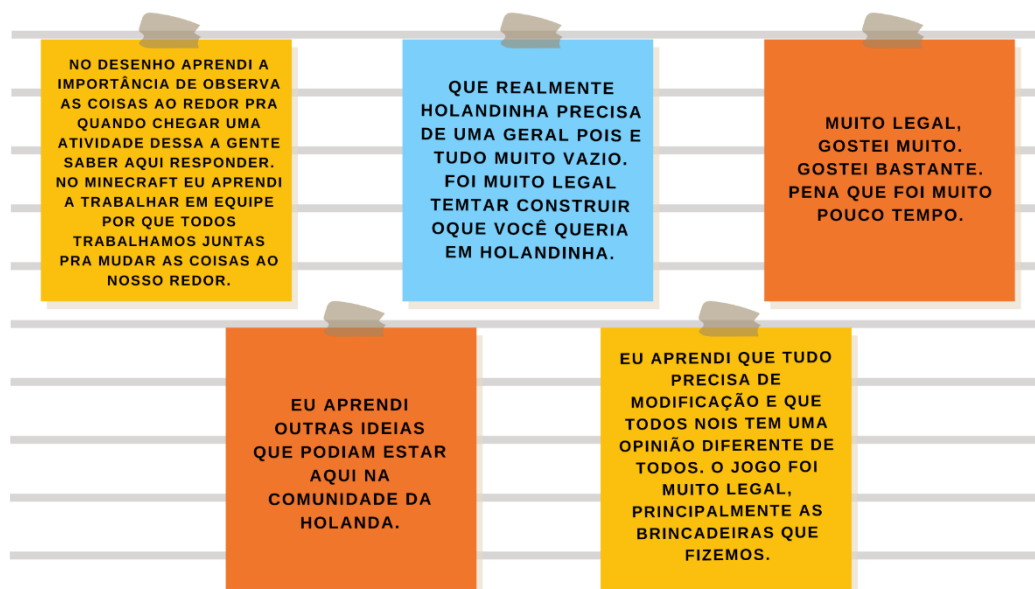 NO DESENHO APRENDI A
IMPORTÂNCIA DE OBSERVA
AS COISAS AO REDOR PRA
QUANDO CHEGAR UMA
ATIVIDADE DESSA A GENTE
SABER AQUI RESPONDER.
NO MINECRAFT EU APRENDI
A TRABALHAR EM EQUIPE
POR QUE TODOS
TRABALHAMOS JUNTAS
PRA MUDAR AS COISAS AO
NOSSO REDOR.
QUE REALMENTE
HOLANDINHA PRECISA
DE UMA GERAL POIS E
TUDO MUITO VAZIO.
FOI MUITO LEGAL
TEMTAR CONSTRUIR
OQUE VOCÊ QUERIA
EM HOLANDINHA.
MUITO LEGAL,
GOSTEI MUITO.
GOSTEI BASTANTE.
PENA QUE FOI MUITO
POUCO TEMPO.
EU APRENDI
OUTRAS IDEIAS
QUE PODIAM ESTAR
AQUI NA
COMUNIDADE DA
HOLANDA.
EU APRENDI QUE TUDO
PRECISA DE
MODIFICAÇÃO E QUE
TODOS NOIS TEM UMA
OPINIÃO DIFERENTE DE
TODOS. O JOGO FOI
MUITO LEGAL,
PRINCIPALMENTE AS
BRINCADEIRAS QUE
FIZEMOS.